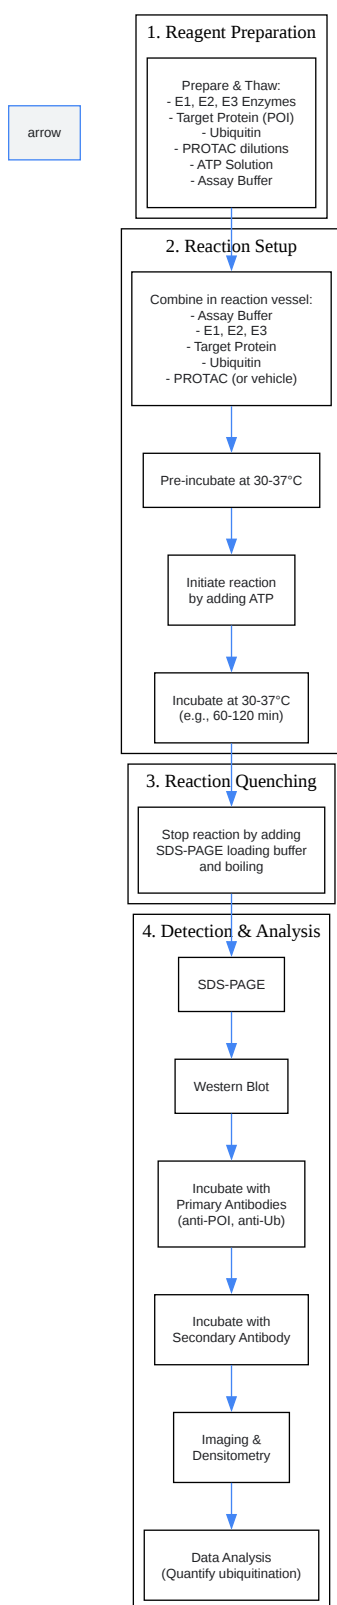 1. Reagent Preparation
Prepare & Thaw:
- E1, E2, E3 Enzymes
- Target Protein (POI)
- Ubiquitin
- PROTAC dilutions
- ATP Solution
- Assay Buffer
arrow
2. Reaction Setup
Combine in reaction vessel:
- Assay Buffer
- E1, E2, E3
- Target Protein
- Ubiquitin
- PROTAC (or vehicle)
Pre-incubate at 30-37°C
Initiate reaction
by adding ATP
Incubate at 30-37°C
(e.g., 60-120 min)
3. Reaction Quenching
Stop reaction by adding
SDS-PAGE loading buffer
and boiling
4. Detection & Analysis
SDS-PAGE
Western Blot
Incubate with
Primary Antibodies
(anti-POI, anti-Ub)
Incubate with
Secondary Antibody
Imaging &
Densitometry
Data Analysis
(Quantify ubiquitination)